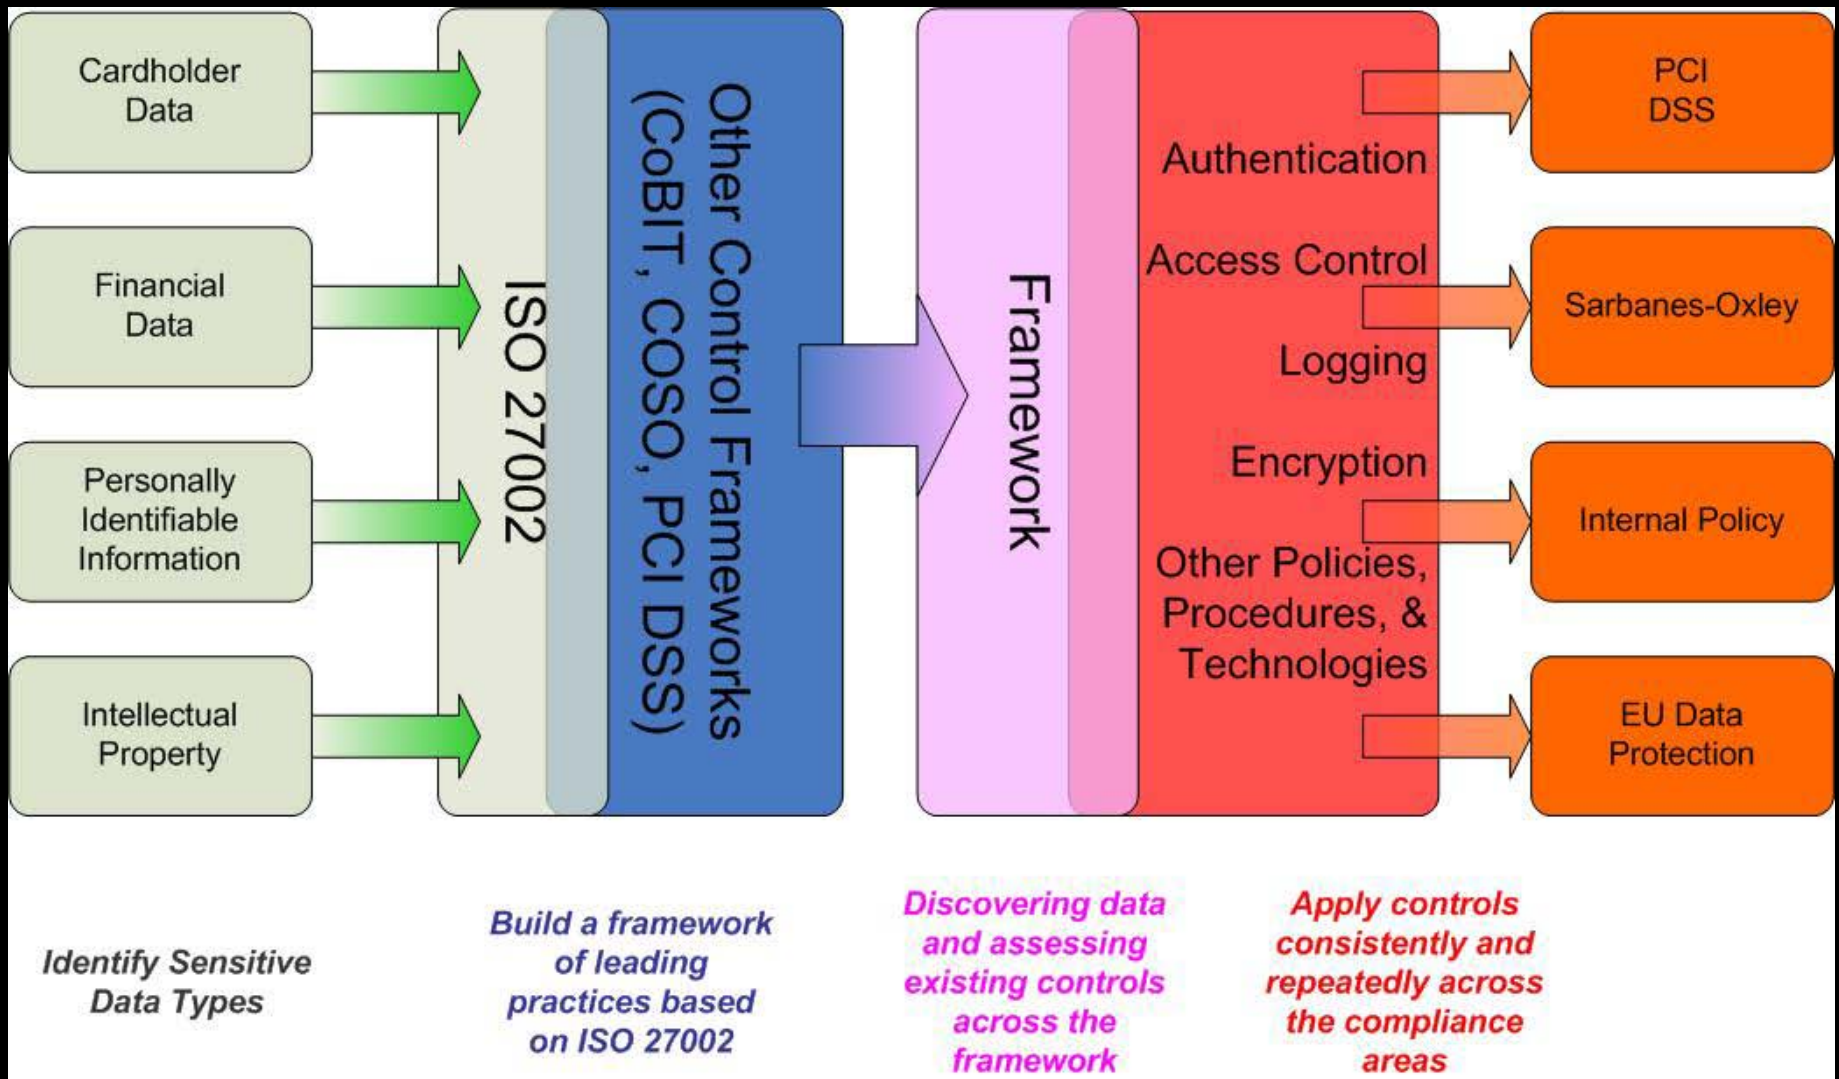 Cardholder
Data
Financial
Data
Personally
Identifiable
Information
Intellectual
Property
ISO 27002
Other Control Frameworks
(CoBIT, COSO, PCI DSS)
Framework
Authentication
Access Control
Logging
Encryption
Other Policies,
Procedures, &
Technologies
PCI
DSS
Sarbanes-Oxley
Internal Policy
EU Data
Protection
Identify Sensitive
Data Types
Build a framework
of leading
practices based
on ISO 27002
Discovering data
and assessing
existing controls
across the
framework
Apply controls
consistently and
repeatedly across
the compliance
areas